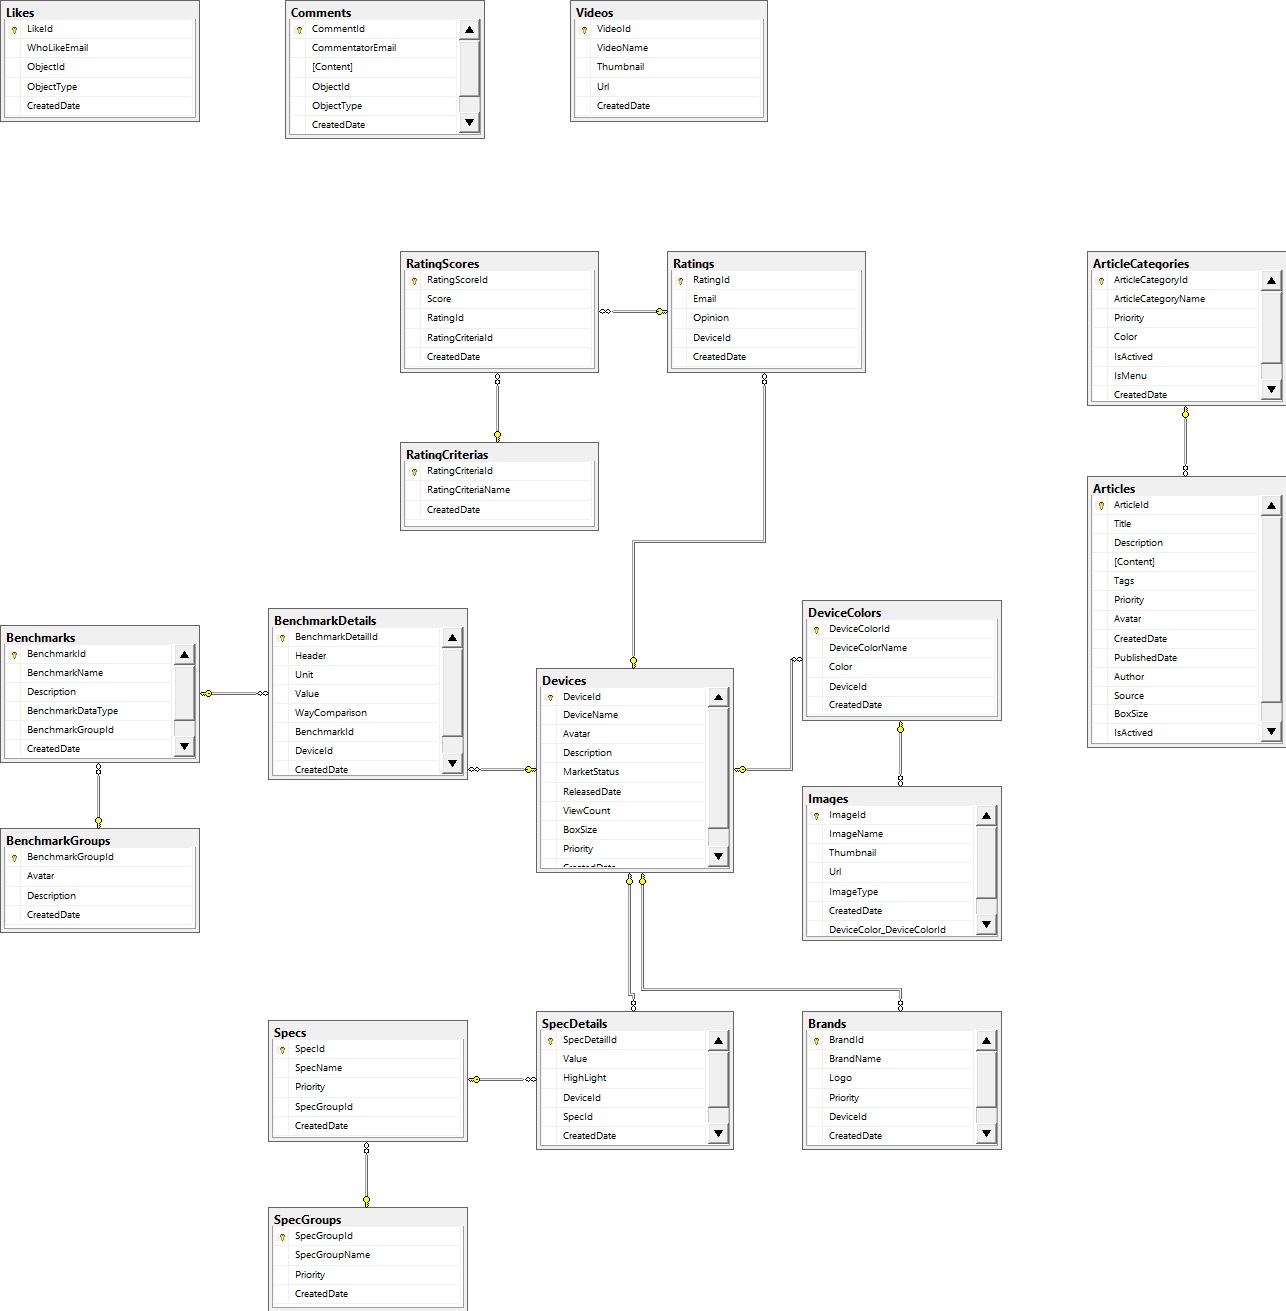 Likes
LikeId
WhoLikeEmail
ObjectId
ObjectType
CreatedDate
Comments
CommentId
CommentatorEmail
[Content]
ObjectId
ObjectType
CreatedDate
Videos
VideoId
VideoName
Thumbnail
Url
CreatedDate
RatingScores
RatingScoreId
Score
RatingId
RatingCriteriaId
CreatedDate
Ratings
RatingId
Email
Opinion
DeviceId
CreatedDate
ArticleCategories
ArticleCategoryId
ArticleCategoryName
Priority
Color
IsActived
IsMenu
CreatedDate
RatingCriterias
RatingCriteriaId
RatingCriteriaName
CreatedDate
Articles
ArticleId
Title
Description
[Content]
Tags
Priority
Avatar
CreatedDate
PublishedDate
Author
Source
BoxSize
IsActived
Benchmarks
BenchmarkId
BenchmarkName
Description
BenchmarkDataType
BenchmarkGroupId
CreatedDate
BenchmarkDetails
BenchmarkDetailId
Header
Unit
Value
WayComparison
BenchmarkId
DeviceId
CreatedDate
Devices
DeviceId
DeviceName
Avatar
Description
MarketStatus
ReleasedDate
ViewCount
BoxSize
Priority
CreatedDate
DeviceColors
DeviceColorId
DeviceColorName
Color
DeviceId
CreatedDate
Images
ImageId
ImageName
Thumbnail
Url
ImageType
CreatedDate
DeviceColor_DeviceColorId
BenchmarkGroups
BenchmarkGroupId
Avatar
Description
CreatedDate
Specs
SpecId
SpecName
Priority
SpecGroupId
CreatedDate
SpecDetails
SpecDetailId
Value
HighLight
DeviceId
SpecId
CreatedDate
Brands
BrandId
BrandName
Logo
Priority
DeviceId
CreatedDate
SpecGroups
SpecGroupId
SpecGroupName
Priority
CreatedDate